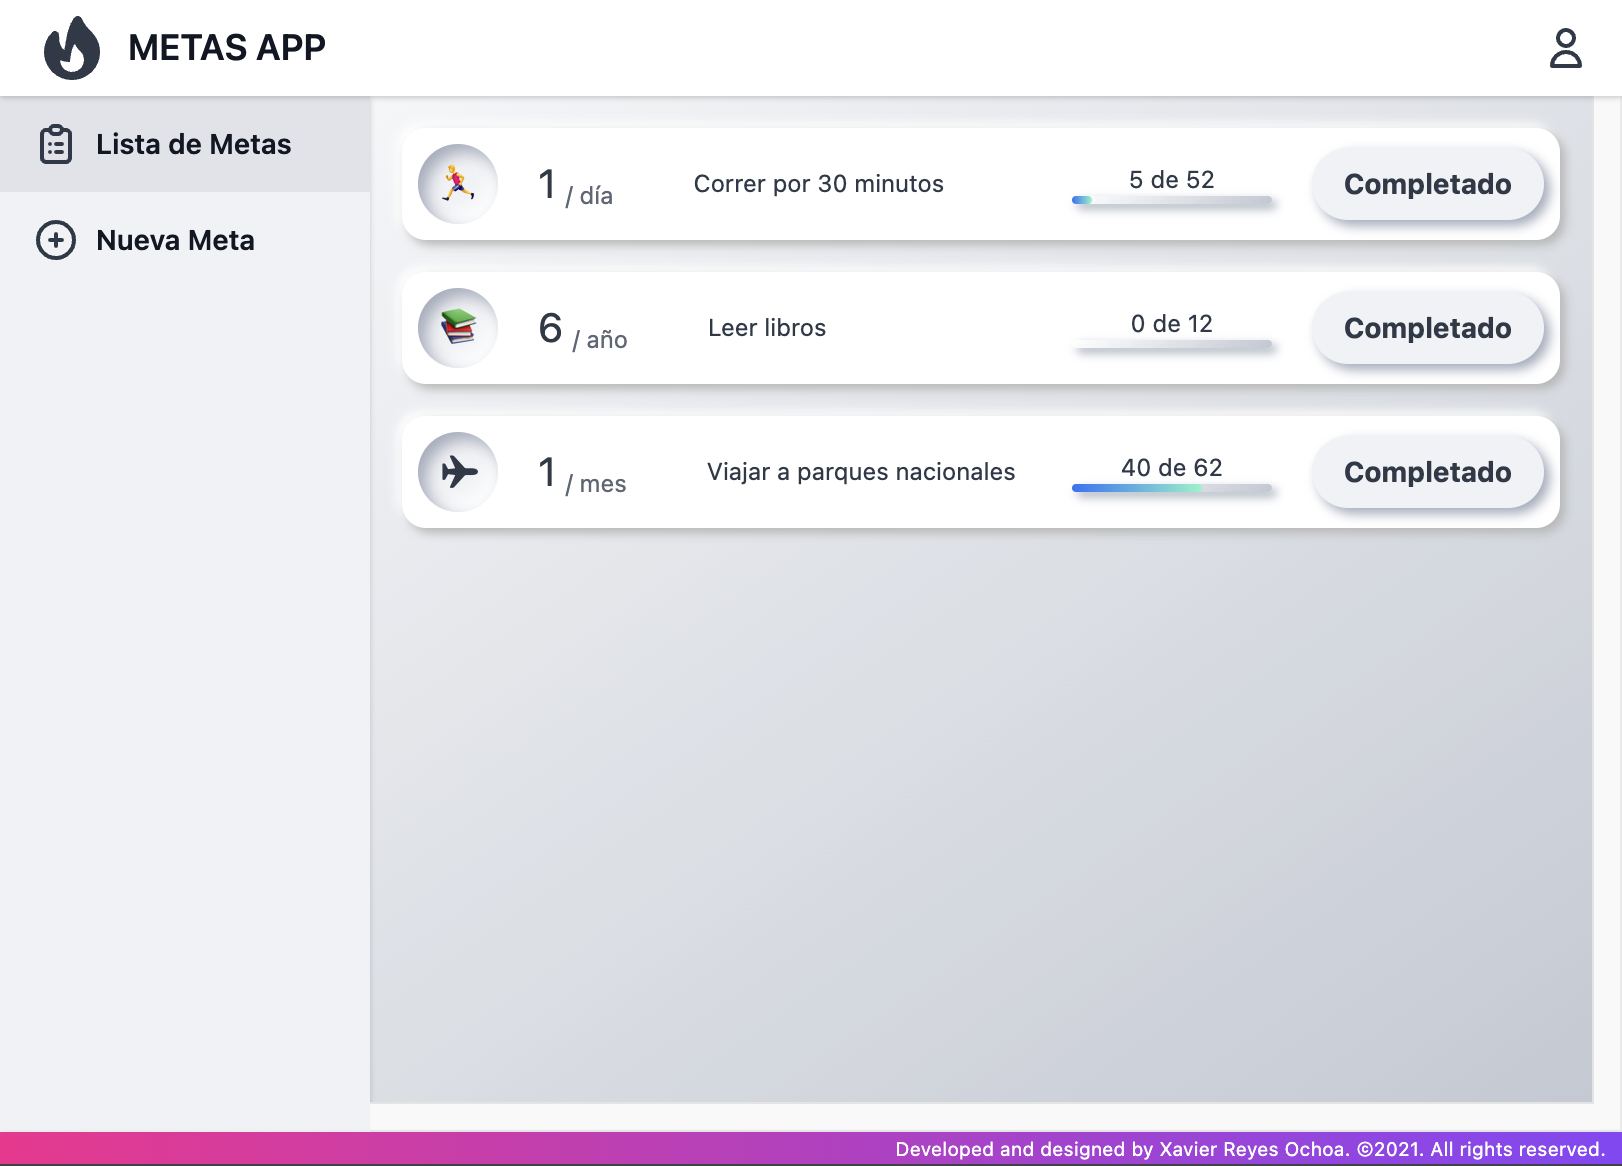 METAS APP
Lista de Metas
Nueva Meta
1 / día Correr por 30 minutos 5 de 52 Completado
6 / año Leer libros 0 de 12 Completado
1 / mes Viajar a parques nacionales 40 de 62 Completado
Developed and designed by Xavier Reyes Ochoa. ©2021. All rights reserved.